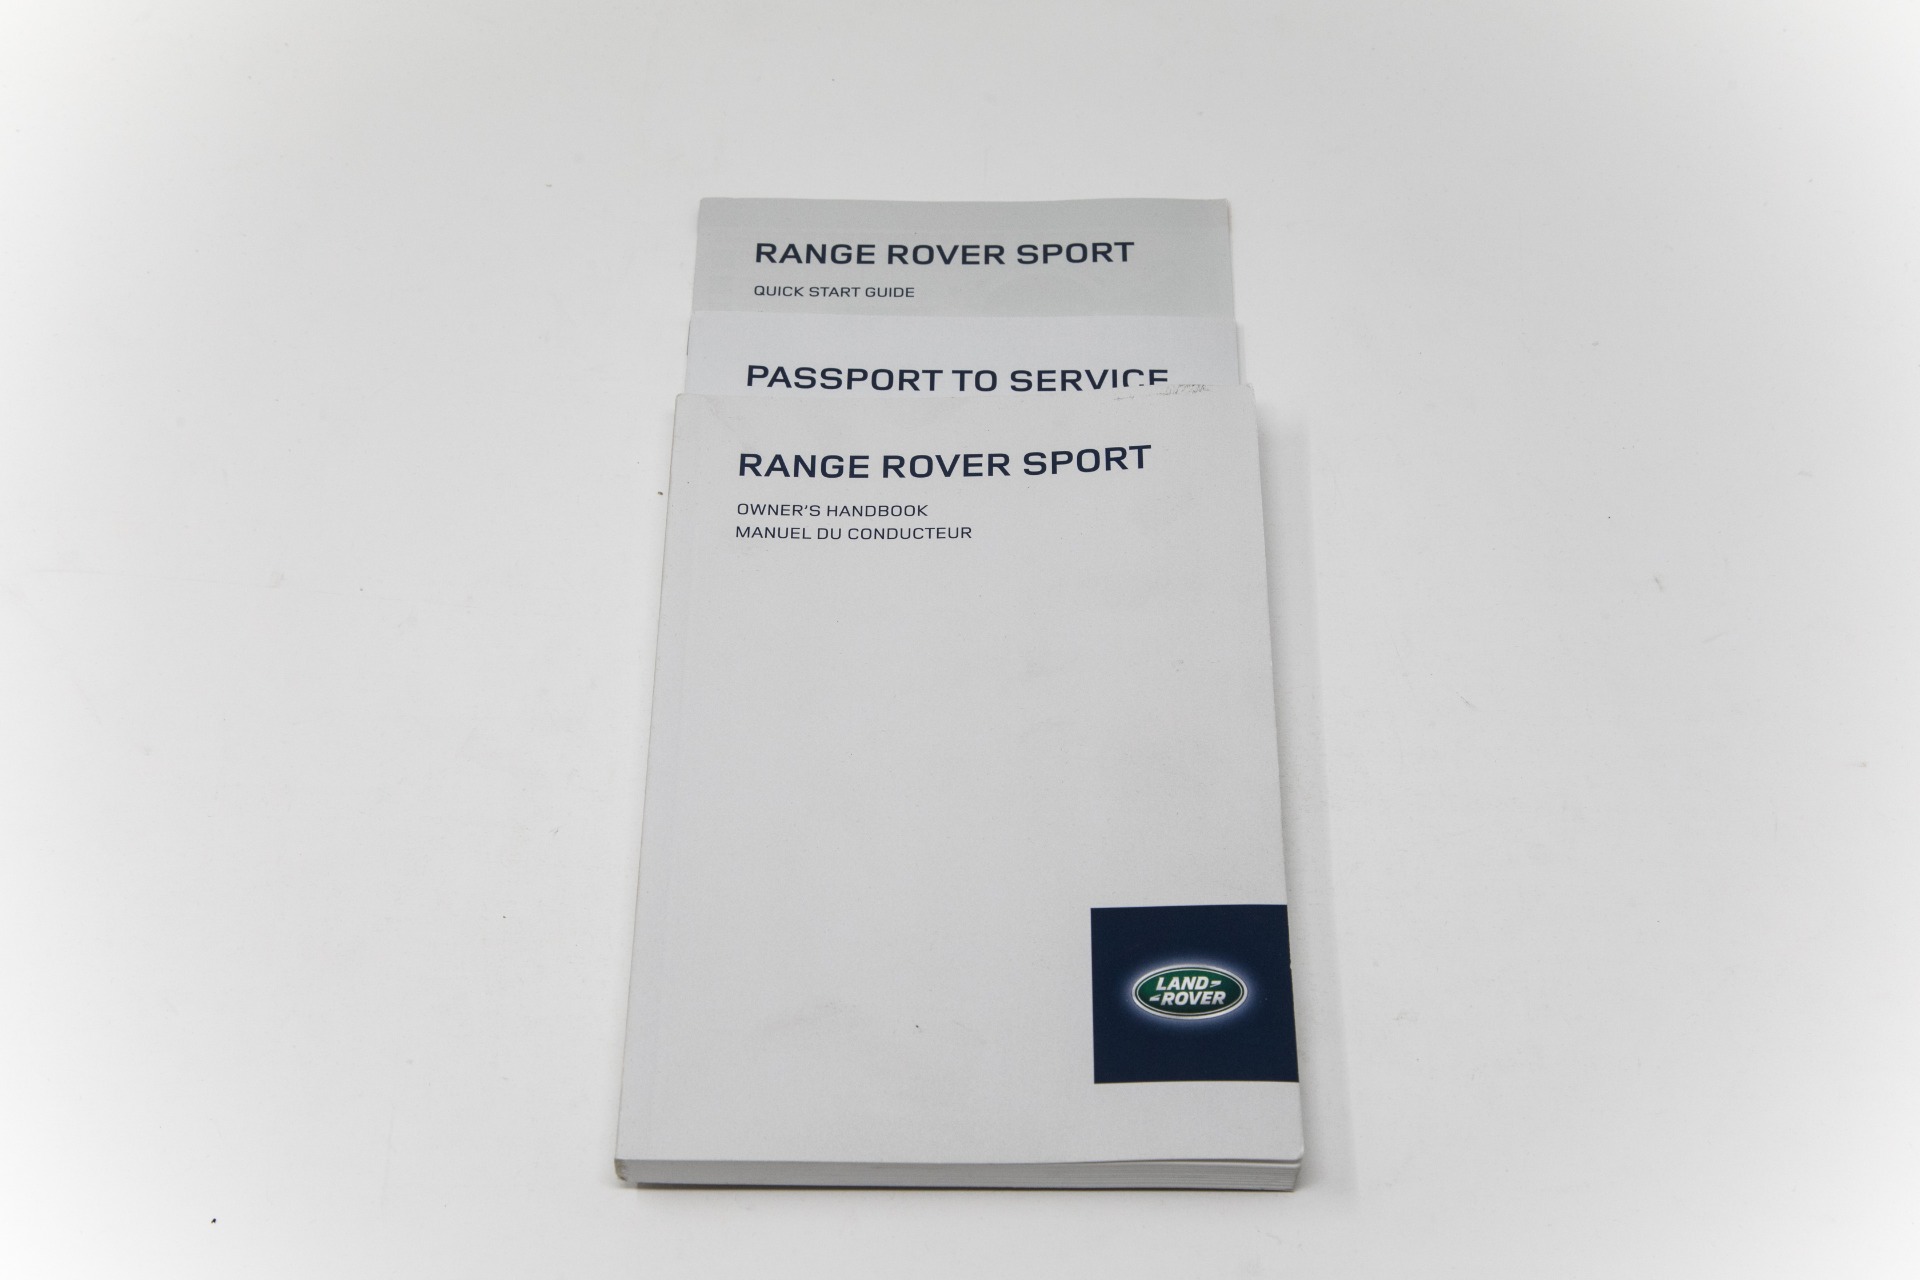 RANGE ROVER SPORT
QUICK START GUIDE
PASSPORT TO SERVICE
RANGE ROVER SPORT
OWNER'S HANDBOOK
MANUEL DU CONDUCTEUR
LAND
ROVER